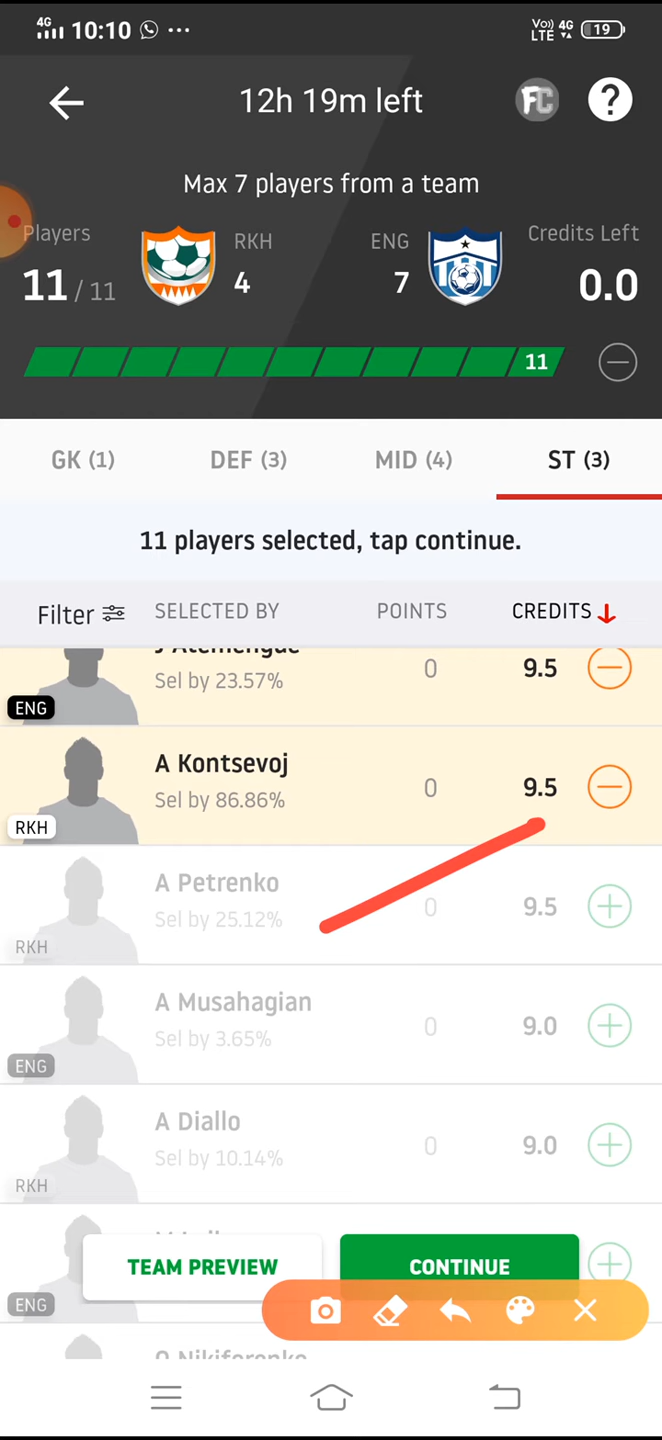 4G 10:10 Vo)) LTE 4G 19
12h 19m left FC ?
Max 7 players from a team
Players RKH ENG Credits Left
11 / 11 4 7 0.0
11
GK (1) DEF (3) MID (4) ST (3)
11 players selected, tap continue.
Filter SELECTED BY POINTS CREDITS
Sel by 23.57% 0 9.5
ENG
A Kontsevoj
Sel by 86.86% 0 9.5
RKH
A Petrenko
Sel by 25.12% 0 9.5
RKH
A Musahagian
Sel by 3.65% 0 9.0
ENG
A Diallo
Sel by 10.14% 0 9.0
RKH
TEAM PREVIEW CONTINUE
ENG